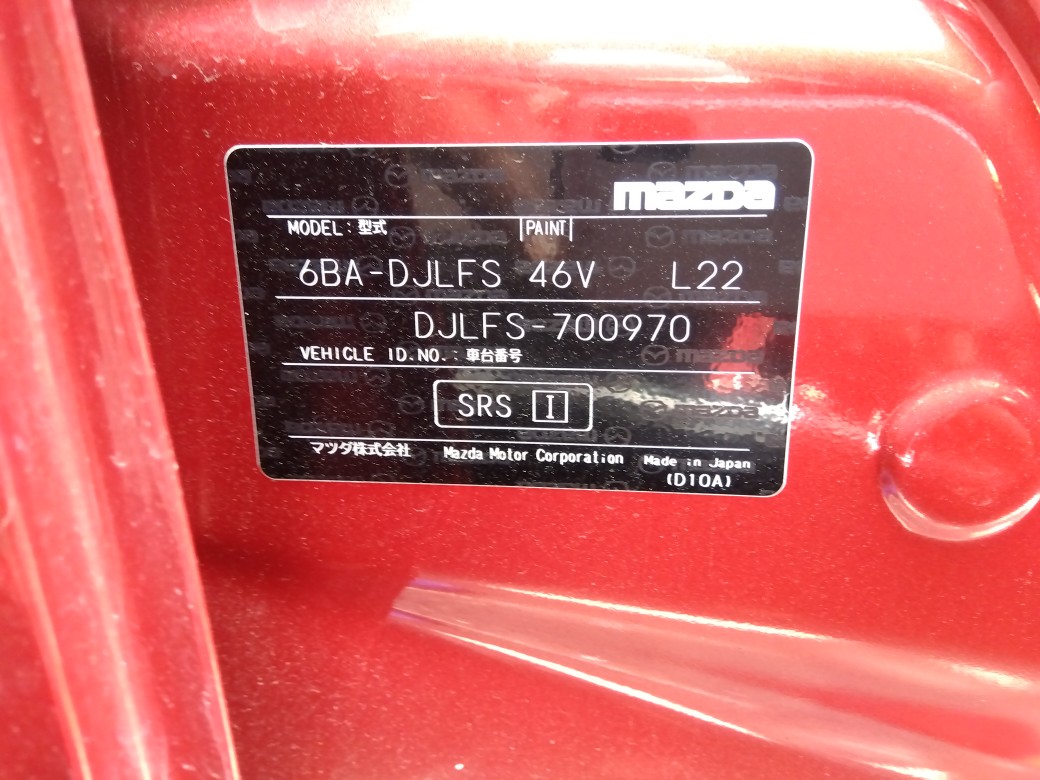 mazda
MODEL : 型式 |PAINT|
6BA-DJLFS 46V L22
DJLFS-700970
VEHICLE ID.NO. : 車台番号
SRS I
マツダ株式会社 Mazda Motor Corporation Made in Japan
(D10A)